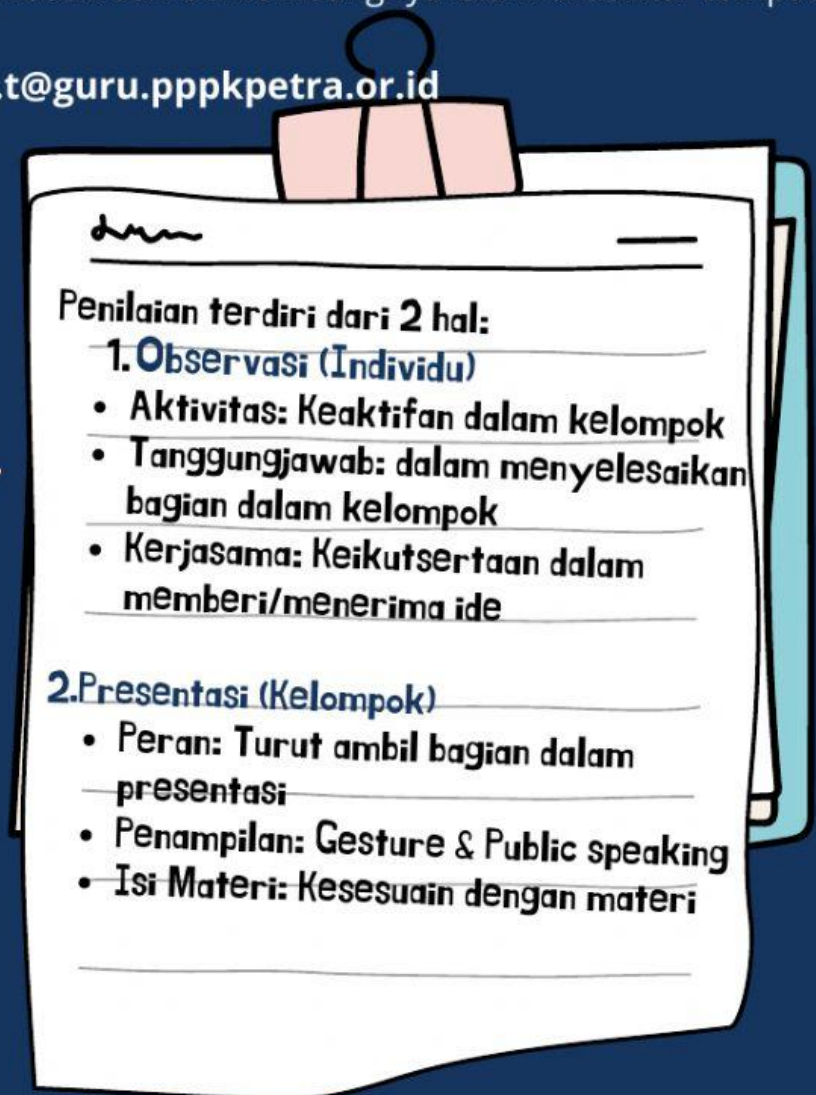 .t@guru.pppkpetra.or.id
Penilaian terdiri dari 2 hal:
1. Observasi (Individu)
• Aktivitas: Keaktifan dalam kelompok
• Tanggungjawab: dalam menyelesaikan
bagian dalam kelompok
• Kerjasama: Keikutsertaan dalam
memberi/menerima ide
2.Presentasi (Kelompok)
• Peran: Turut ambil bagian dalam
presentasi
• Penampilan: Gesture & Public speaking
• Isi Materi: Kesesuain dengan materi